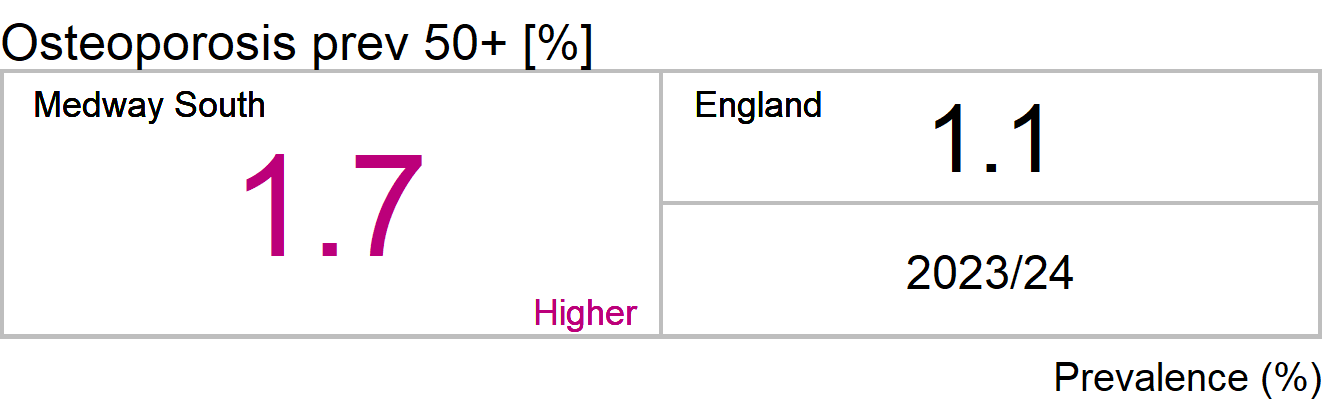 Osteoporosis prev 50+ [%]
Medway South
1.7
Higher
England
1.1
2023/24
Prevalence (%)